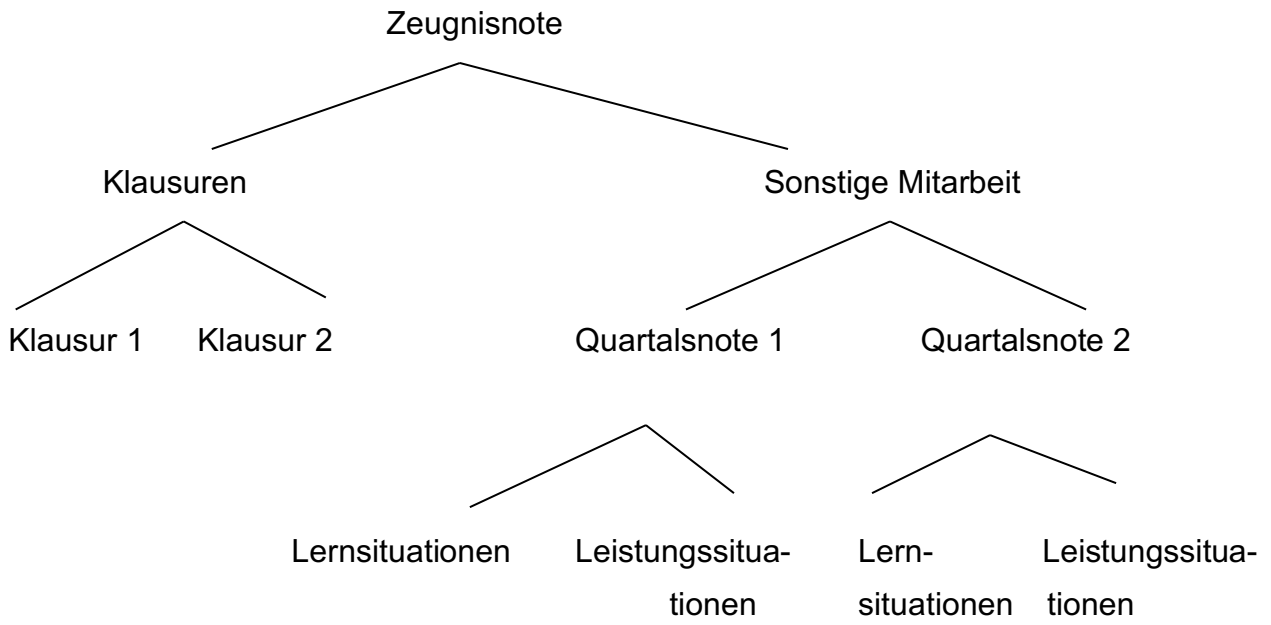 Zeugnisnote
Klausuren Sonstige Mitarbeit
Klausur 1 Klausur 2 Quartalsnote 1 Quartalsnote 2
Lernsituationen Leistungssitua- Lern- Leistungssitua-
tionen situationen tionen